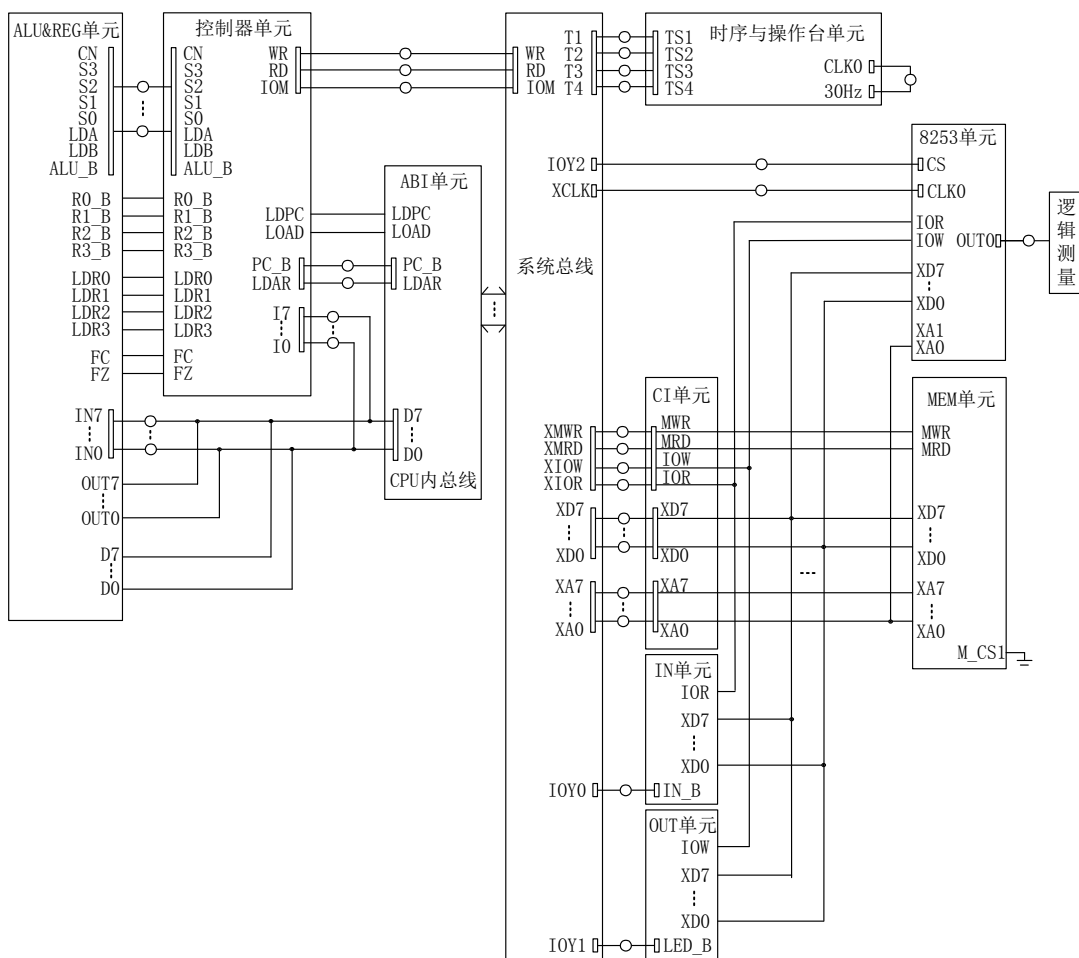 ALU&REG单元
CN
S3
S2
S1
S0
LDA
LDB
ALU_B
R0_B
R1_B
R2_B
R3_B
LDR0
LDR1
LDR2
LDR3
FC
FZ
IN7
IN0
OUT7
OUT0
D7
D0
控制器单元
CN
S3
S2
S1
S0
LDA
LDB
ALU_B
R0_B
R1_B
R2_B
R3_B
LDR0
LDR1
LDR2
LDR3
FC
FZ
WR
RD
IOM
LDPC
LOAD
PC_B
LDAR
I7
I0
ABI单元
LDPC
LOAD
PC_B
LDAR
D7
D0
CPU内总线
系统总线
WR
RD
IOM
T1
T2
T3
T4
IOY2
XCLK
XMWR
XMRD
XIOW
XIOR
XD7
XD0
XA7
XA0
IOY0
IOY1
时序与操作台单元
TS1
TS2
TS3
TS4
CLK0
30Hz
8253单元
CS
CLK0
IOR
IOW
OUT0
XD7
XD0
XA1
XA0
逻辑测量
CI单元
MWR
MRD
IOW
IOR
XD7
XD0
XA7
XA0
MEM单元
MWR
MRD
XD7
XD0
XA7
XA0
M_CS1
IN单元
IOR
XD7
XD0
IN_B
OUT单元
IOW
XD7
XD0
LED_B